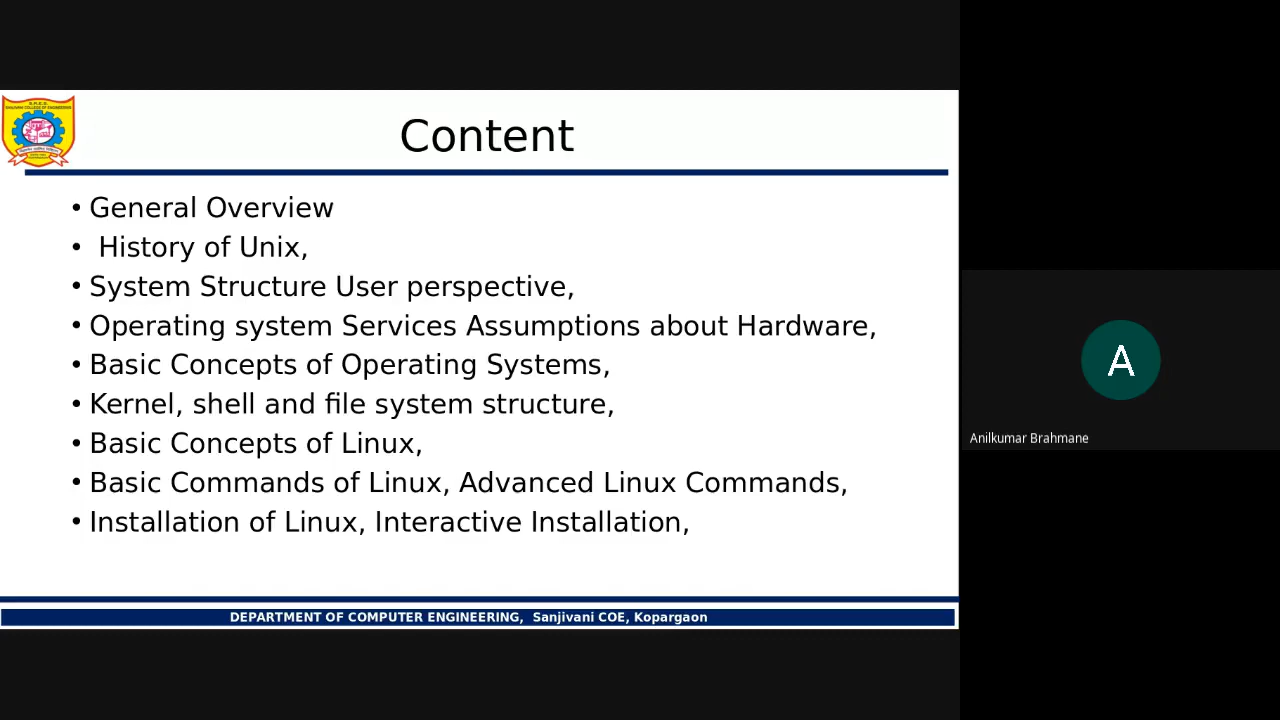 Content
• General Overview
• History of Unix,
• System Structure User perspective,
• Operating system Services Assumptions about Hardware,
• Basic Concepts of Operating Systems,
• Kernel, shell and file system structure,
• Basic Concepts of Linux,
• Basic Commands of Linux, Advanced Linux Commands,
• Installation of Linux, Interactive Installation,
DEPARTMENT OF COMPUTER ENGINEERING, Sanjivani COE, Kopargaon
A
Anilkumar Brahmane